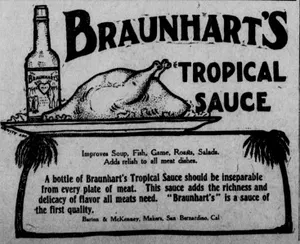 BRAUNHART'S
TROPICAL
SAUCE
BRAUNHART'S
Improves Soup, Fish, Game, Roasts, Salads.
Adds relish to all meat dishes.
A bottle of Braunhart's Tropical Sauce should be inseparable
from every plate of meat. This sauce adds the richness and
delicacy of flavor all meats need. "Braunhart's" is a sauce of
the first quality.
& McKenney, Makers, San Bernardino, Cal